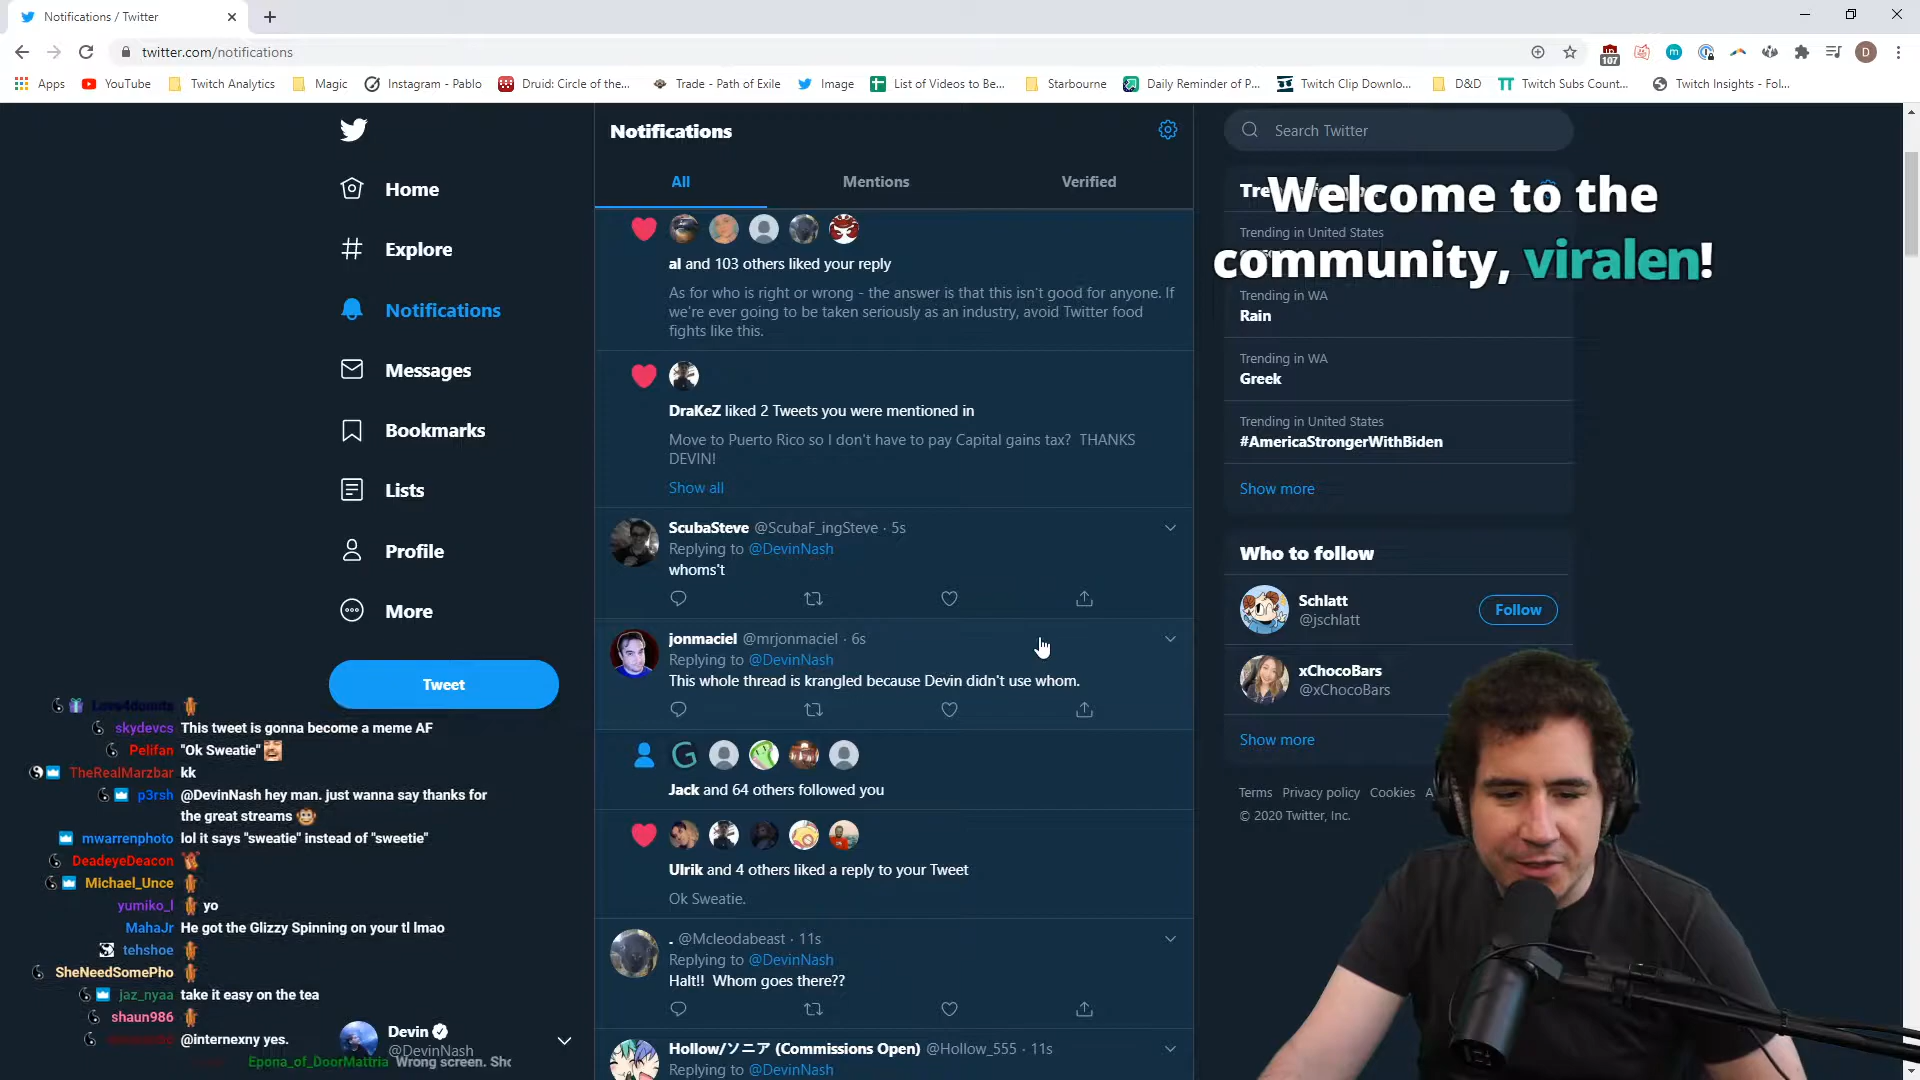 Notifications / Twitter
twitter.com/notifications
107
D
Apps
YouTube
Twitch Analytics
Magic
Instagram - Pablo
Druid: Circle of the...
Trade - Path of Exile
Image
List of Videos to Be...
Starbourne
Daily Reminder of P...
Twitch Clip Downlo...
D&D
Twitch Subs Count...
Twitch Insights - Fol...
Home
Explore
Notifications
Messages
Bookmarks
Lists
Profile
More
Tweet
Love4donuts
skydevcs This tweet is gonna become a meme AF
Pelifan "Ok Sweatie"
TheRealMarzbar kk
p3rsh @DevinNash hey man. just wanna say thanks for
the great streams
mwarrenphoto lol it says "sweatie" instead of "sweetie"
DeadeyeDeacon
Michael_Unce
yumiko_l yo
MahaJr He got the Glizzy Spinning on your tl lmao
tehshoe
SheNeedSomePho
jaz_nyaa take it easy on the tea
shaun986
@internexny yes.
Epona_of_DoorMattria Wrong screen. Sho
Devin
@DevinNash
Notifications
All
Mentions
Verified
al and 103 others liked your reply
As for who is right or wrong - the answer is that this isn't good for anyone. If
we're ever going to be taken seriously as an industry, avoid Twitter food
fights like this.
DraKeZ liked 2 Tweets you were mentioned in
Move to Puerto Rico so I don't have to pay Capital gains tax? THANKS
DEVIN!
Show all
ScubaSteve @ScubaF_ingSteve · 5s
Replying to @DevinNash
whoms't
jonmaciel @mrjonmaciel · 6s
Replying to @DevinNash
This whole thread is krangled because Devin didn't use whom.
Jack and 64 others followed you
Ulrik and 4 others liked a reply to your Tweet
Ok Sweatie.
. @Mcleodabeast · 11s
Replying to @DevinNash
Halt!! Whom goes there??
Hollow/ソニア (Commissions Open) @Hollow_555 · 11s
Replying to @DevinNash
Search Twitter
Welcome to the
community, viralen!
Trending in United States
Trending in WA
Rain
Trending in WA
Greek
Trending in United States
#AmericaStrongerWithBiden
Show more
Who to follow
Schlatt
@jschlatt
Follow
xChocoBars
@xChocoBars
Show more
Terms Privacy policy Cookies A
© 2020 Twitter, Inc.